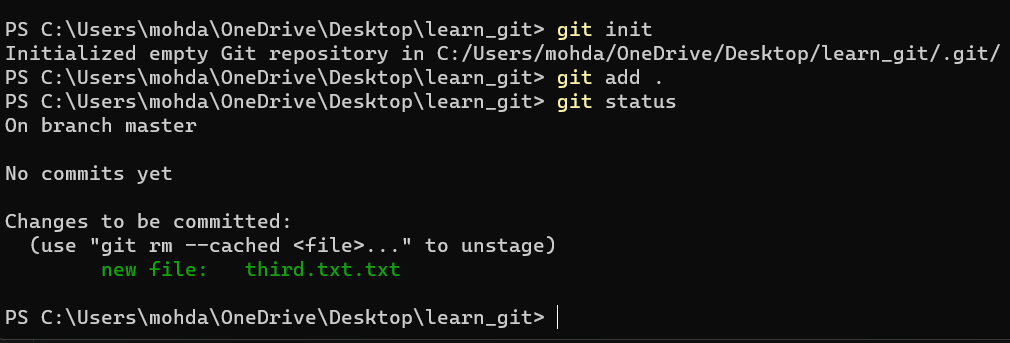 PS C:\Users\mohda\OneDrive\Desktop\learn_git> git init
Initialized empty Git repository in C:/Users/mohda/OneDrive/Desktop/learn_git/.git/
PS C:\Users\mohda\OneDrive\Desktop\learn_git> git add .
PS C:\Users\mohda\OneDrive\Desktop\learn_git> git status
On branch master
No commits yet
Changes to be committed:
  (use "git rm --cached <file>..." to unstage)
        new file:   third.txt.txt
PS C:\Users\mohda\OneDrive\Desktop\learn_git>